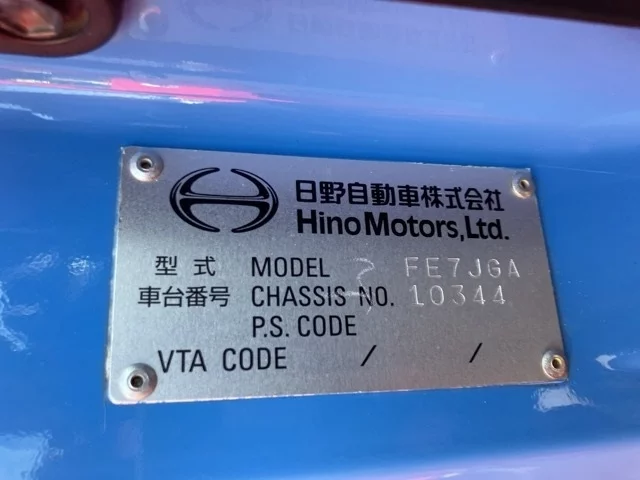 日野自動車株式会社
Hino Motors, Ltd.
型式 MODEL FE7JGA
車台番号 CHASSIS NO. 10344
P.S. CODE
VTA CODE / /